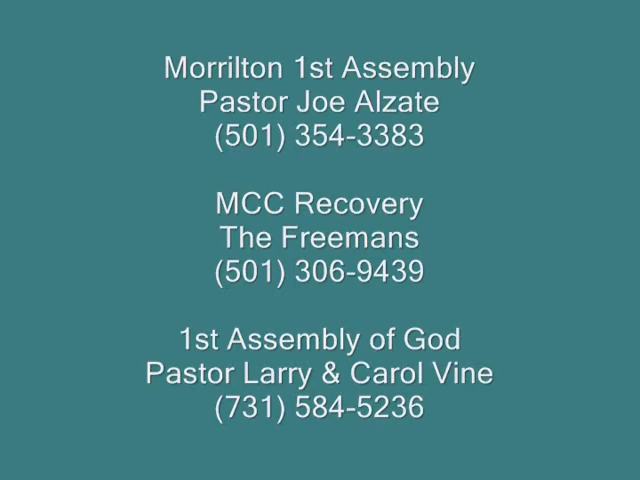 Morrilton 1st Assembly
Pastor Joe Alzate
(501) 354-3383
MCC Recovery
The Freemans
(501) 306-9439
1st Assembly of God
Pastor Larry & Carol Vine
(731) 584-5236